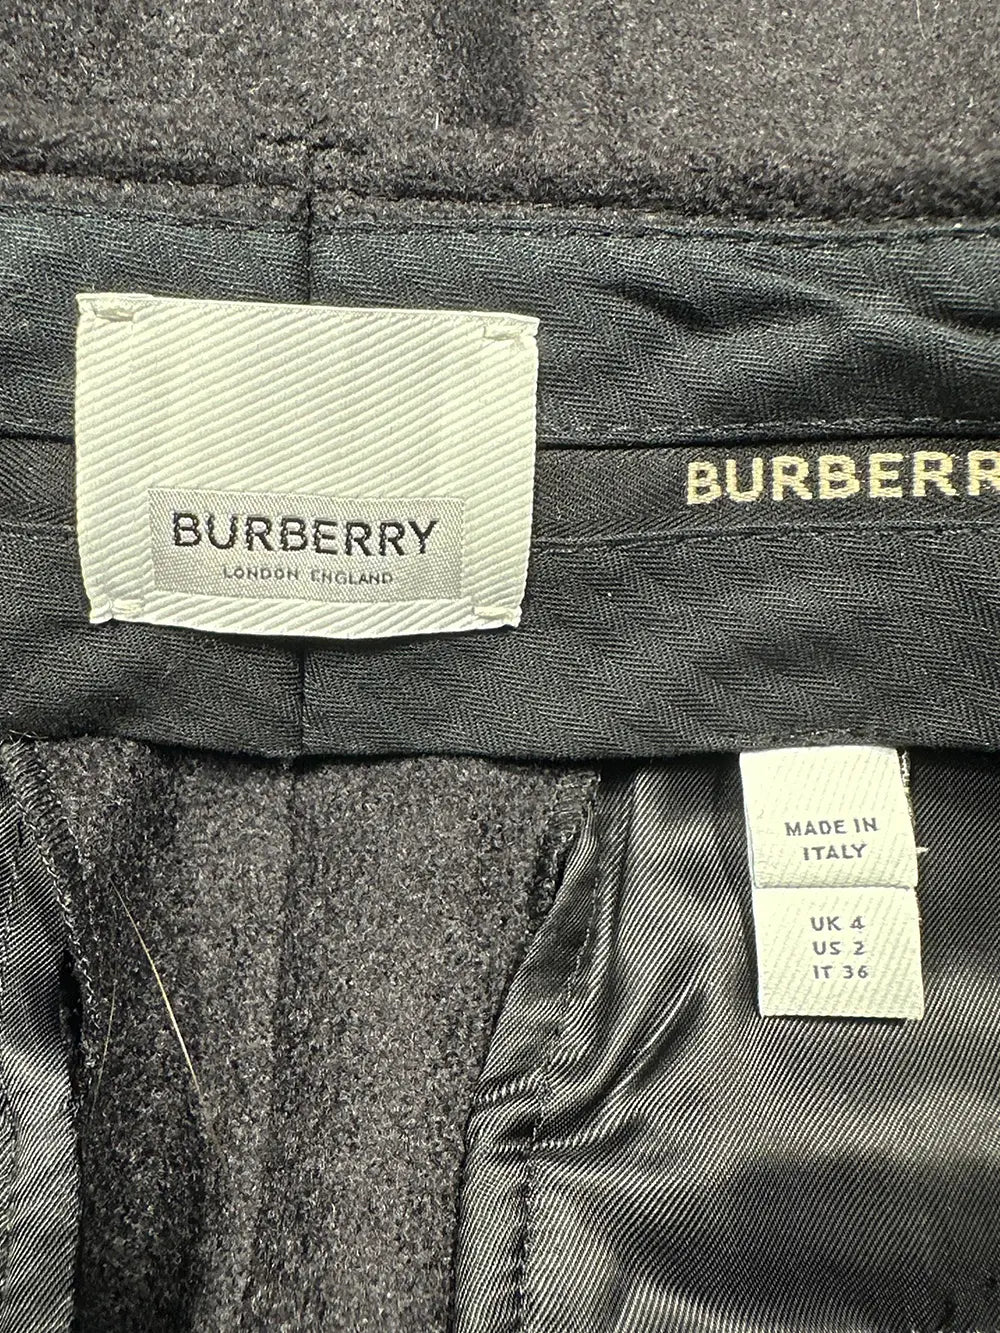 BURBERRY
LONDON ENGLAND
BURBERR
MADE IN
ITALY
UK 4
US 2
IT 36